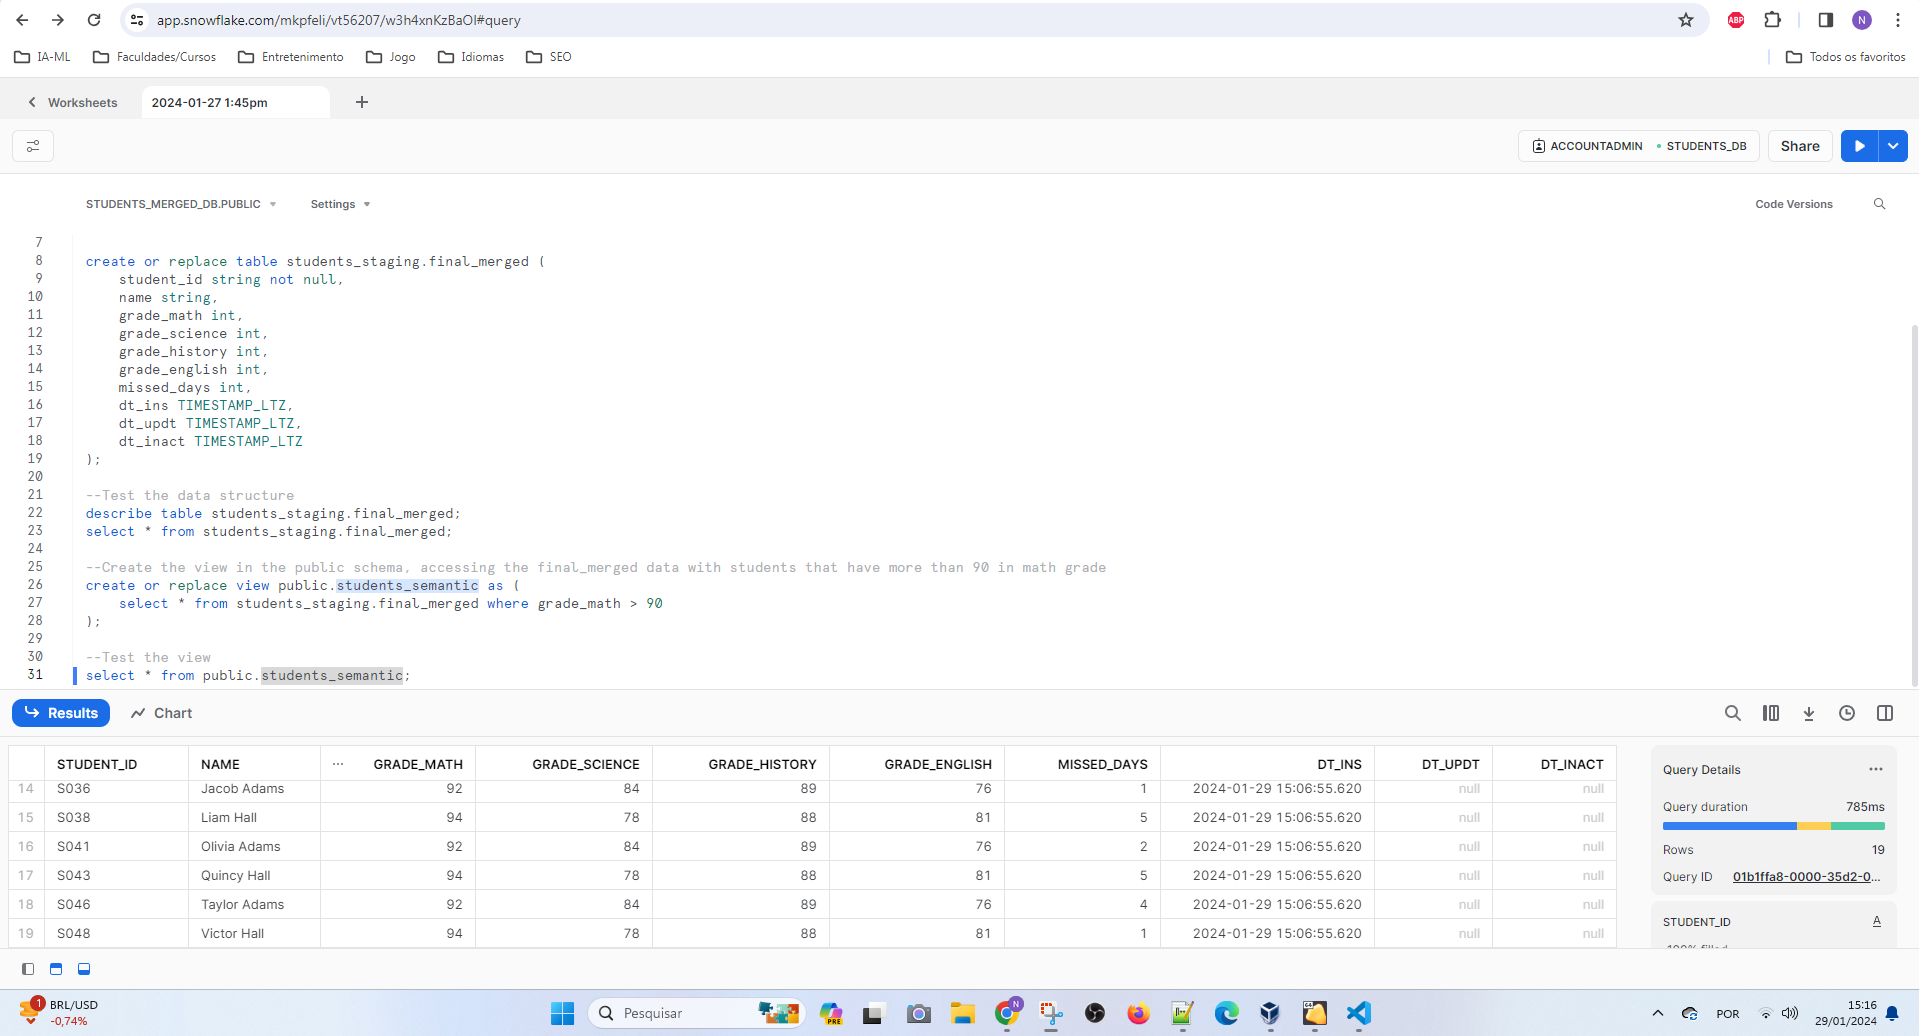 app.snowflake.com/mkpfeli/vt56207/w3h4xnKzBaOI#query
ABP
N
IA-ML
Faculdades/Cursos
Entretenimento
Jogo
Idiomas
SEO
Todos os favoritos
Worksheets
2024-01-27 1:45pm
ACCOUNTADMIN
STUDENTS_DB
Share
STUDENTS_MERGED_DB.PUBLIC
Settings
Code Versions
7
8 create or replace table students_staging.final_merged (
9 student_id string not null,
10 name string,
11 grade_math int,
12 grade_science int,
13 grade_history int,
14 grade_english int,
15 missed_days int,
16 dt_ins TIMESTAMP_LTZ,
17 dt_updt TIMESTAMP_LTZ,
18 dt_inact TIMESTAMP_LTZ
19 );
20
21 --Test the data structure
22 describe table students_staging.final_merged;
23 select * from students_staging.final_merged;
24
25 --Create the view in the public schema, accessing the final_merged data with students that have more than 90 in math grade
26 create or replace view public.students_semantic as (
27 select * from students_staging.final_merged where grade_math > 90
28 );
29
30 --Test the view
31 select * from public.students_semantic;
Results
Chart
STUDENT_ID NAME ... GRADE_MATH GRADE_SCIENCE GRADE_HISTORY GRADE_ENGLISH MISSED_DAYS DT_INS DT_UPDT DT_INACT
14 S036 Jacob Adams 92 84 89 76 1 2024-01-29 15:06:55.620 null null
15 S038 Liam Hall 94 78 88 81 5 2024-01-29 15:06:55.620 null null
16 S041 Olivia Adams 92 84 89 76 2 2024-01-29 15:06:55.620 null null
17 S043 Quincy Hall 94 78 88 81 5 2024-01-29 15:06:55.620 null null
18 S046 Taylor Adams 92 84 89 76 4 2024-01-29 15:06:55.620 null null
19 S048 Victor Hall 94 78 88 81 1 2024-01-29 15:06:55.620 null null
Query Details ...
Query duration 785ms
Rows 19
Query ID 01b1ffa8-0000-35d2-0...
STUDENT_ID A
100% filled
1
BRL/USD
-0,74%
Pesquisar
PRE
N
64
POR
15:16
29/01/2024